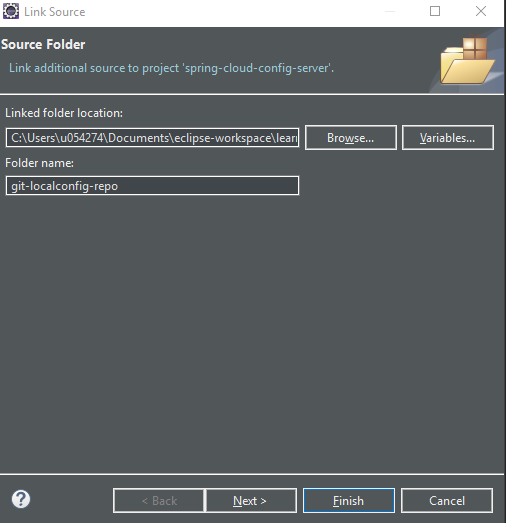 Link Source
Source Folder
Link additional source to project 'spring-cloud-config-server'.
Linked folder location:
C:\Users\u054274\Documents\eclipse-workspace\lear
Browse...
Variables...
Folder name:
git-localconfig-repo
?
< Back
Next >
Finish
Cancel